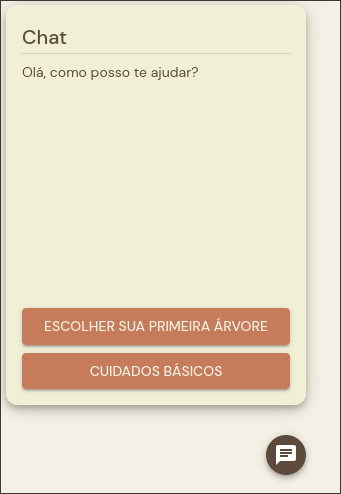 Chat
Olá, como posso te ajudar?
ESCOLHER SUA PRIMEIRA ÁRVORE
CUIDADOS BÁSICOS